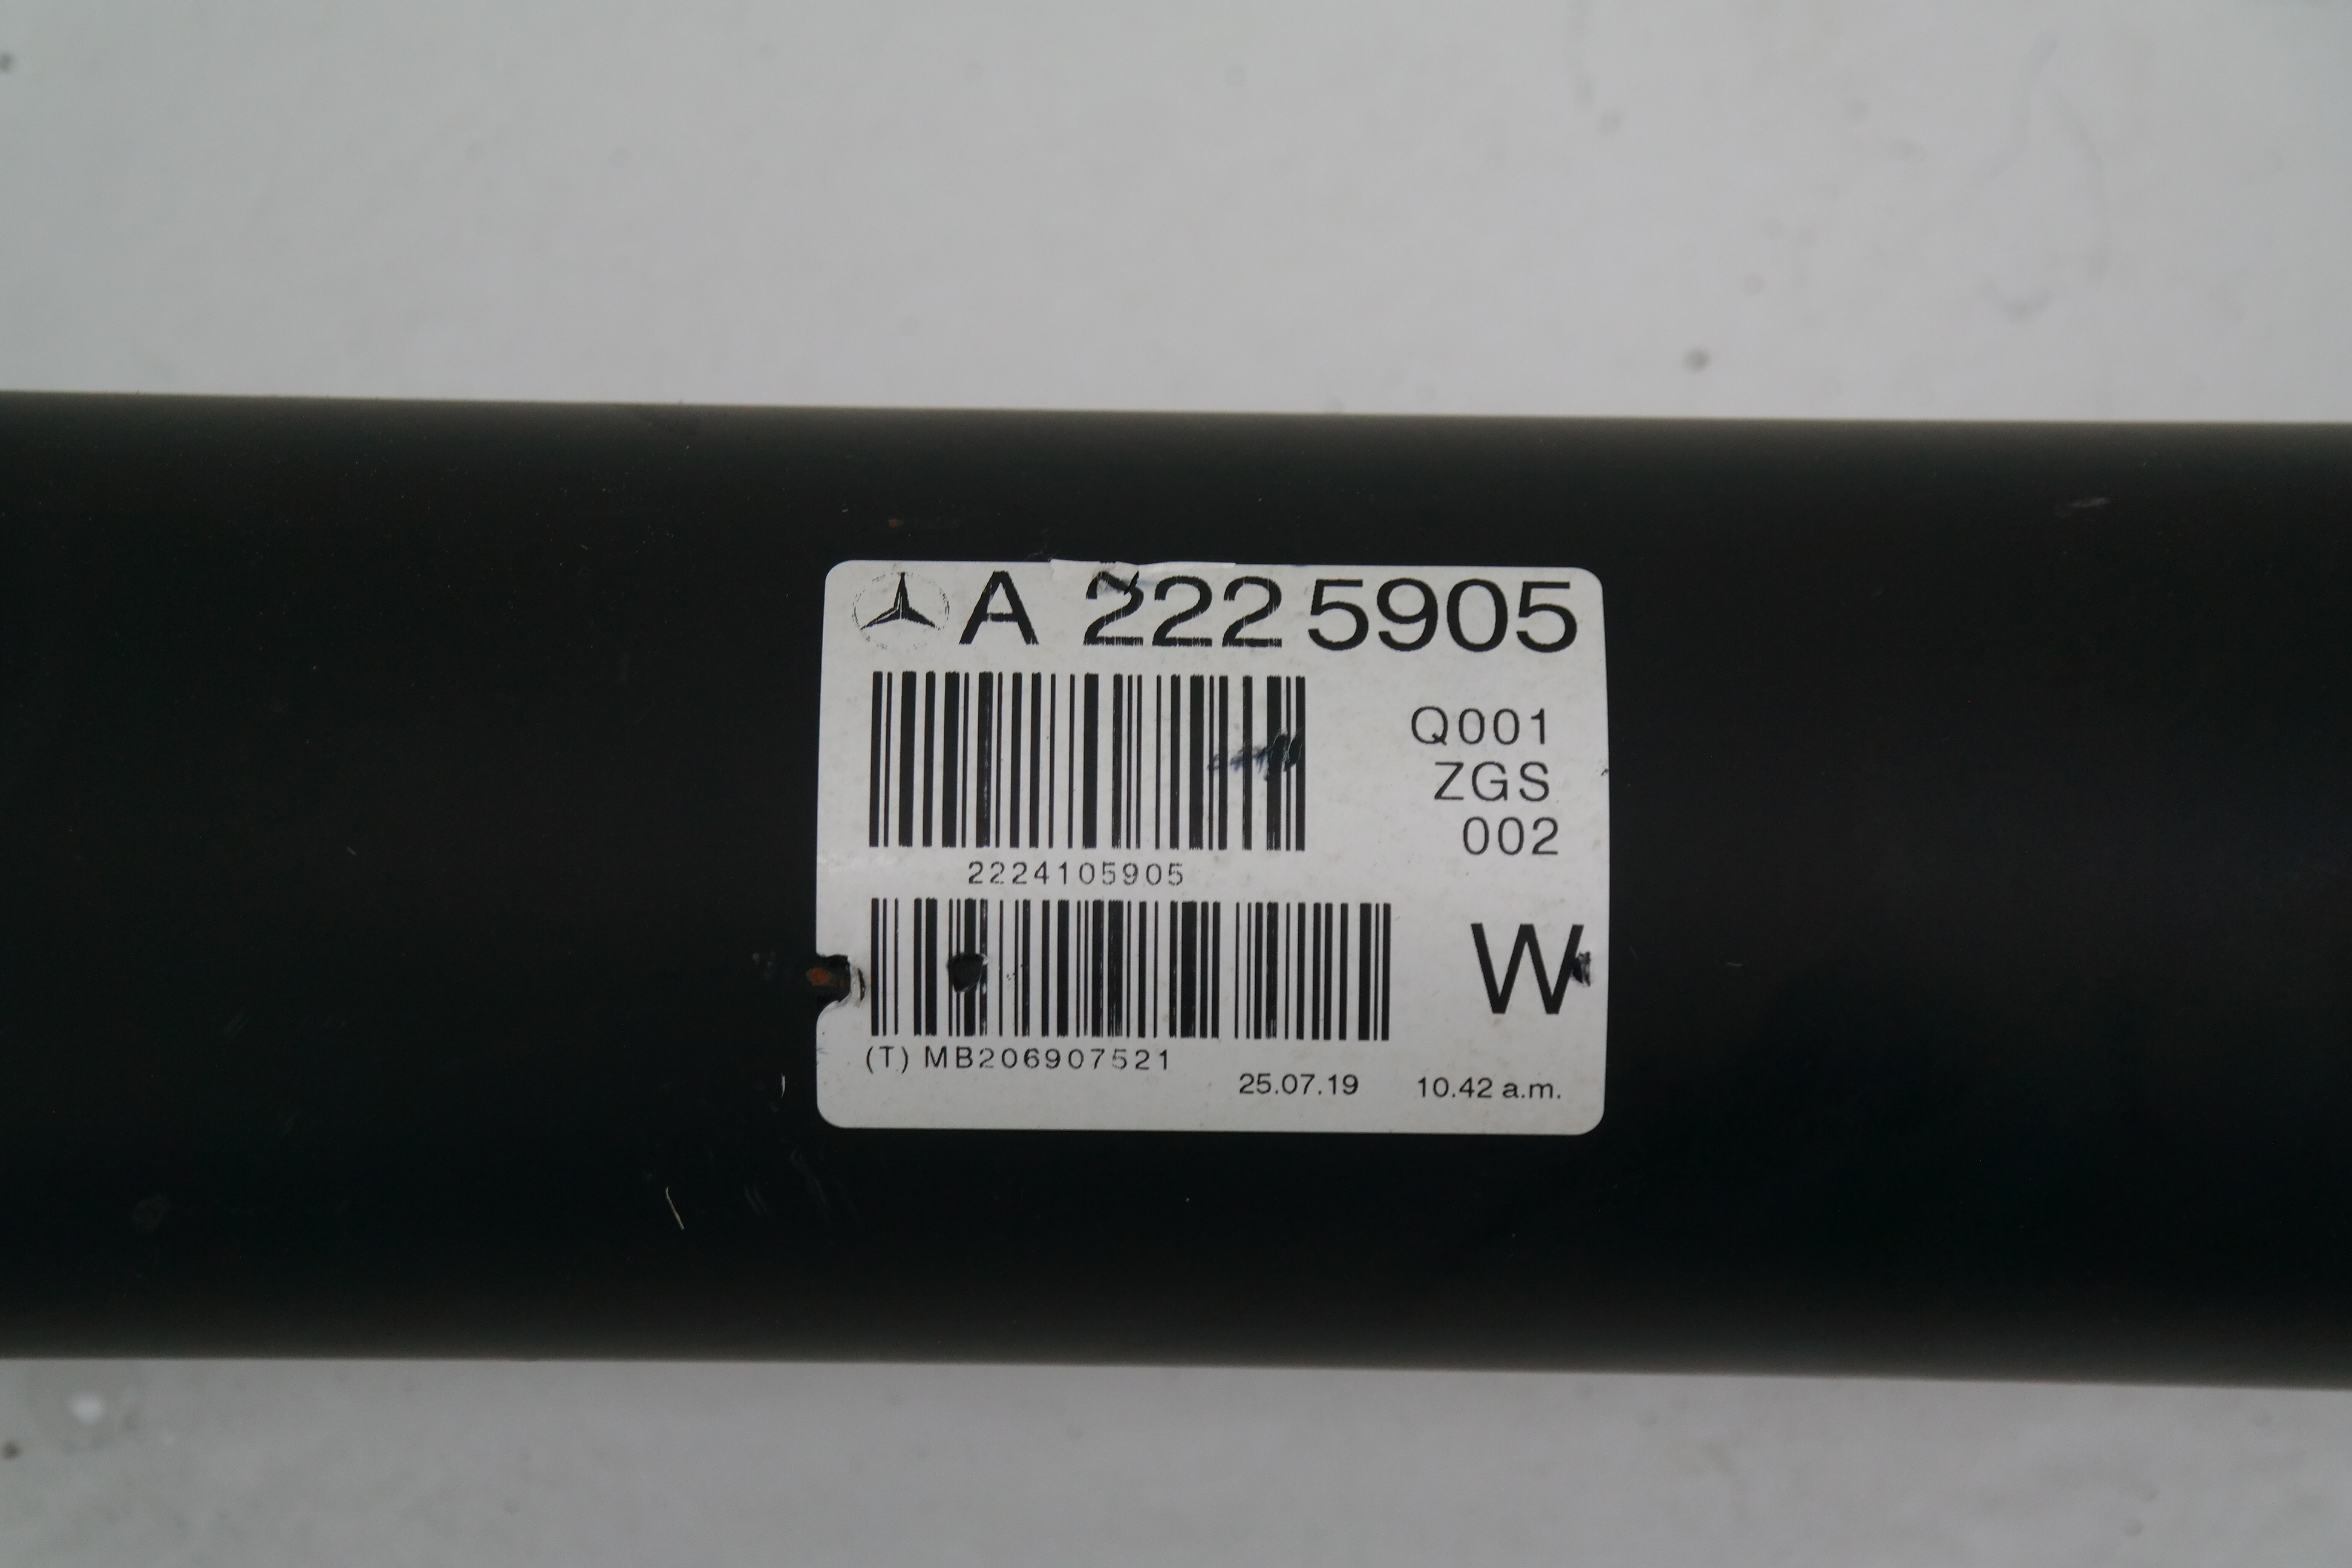 A 222 5905
Q001
ZGS
002
2224105905
W
(T) MB206907521
25.07.19 10.42 a.m.